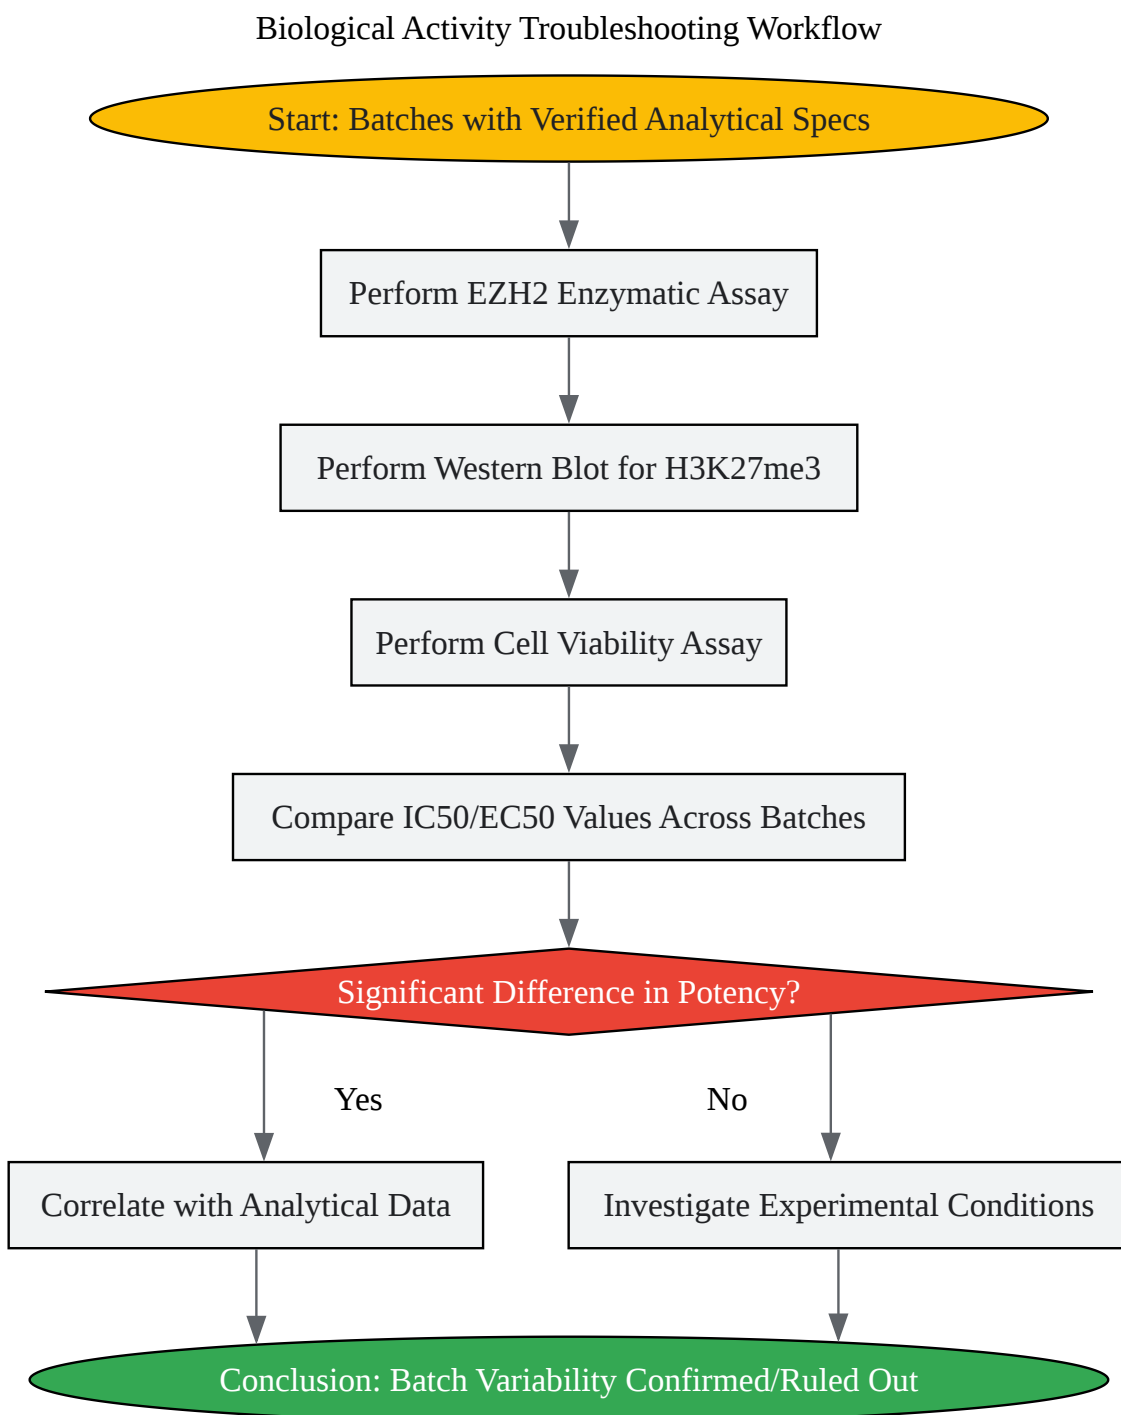 Biological Activity Troubleshooting Workflow
Start: Batches with Verified Analytical Specs
Perform EZH2 Enzymatic Assay
Perform Western Blot for H3K27me3
Perform Cell Viability Assay
Compare IC50/EC50 Values Across Batches
Significant Difference in Potency?
Yes
No
Correlate with Analytical Data
Investigate Experimental Conditions
Conclusion: Batch Variability Confirmed/Ruled Out